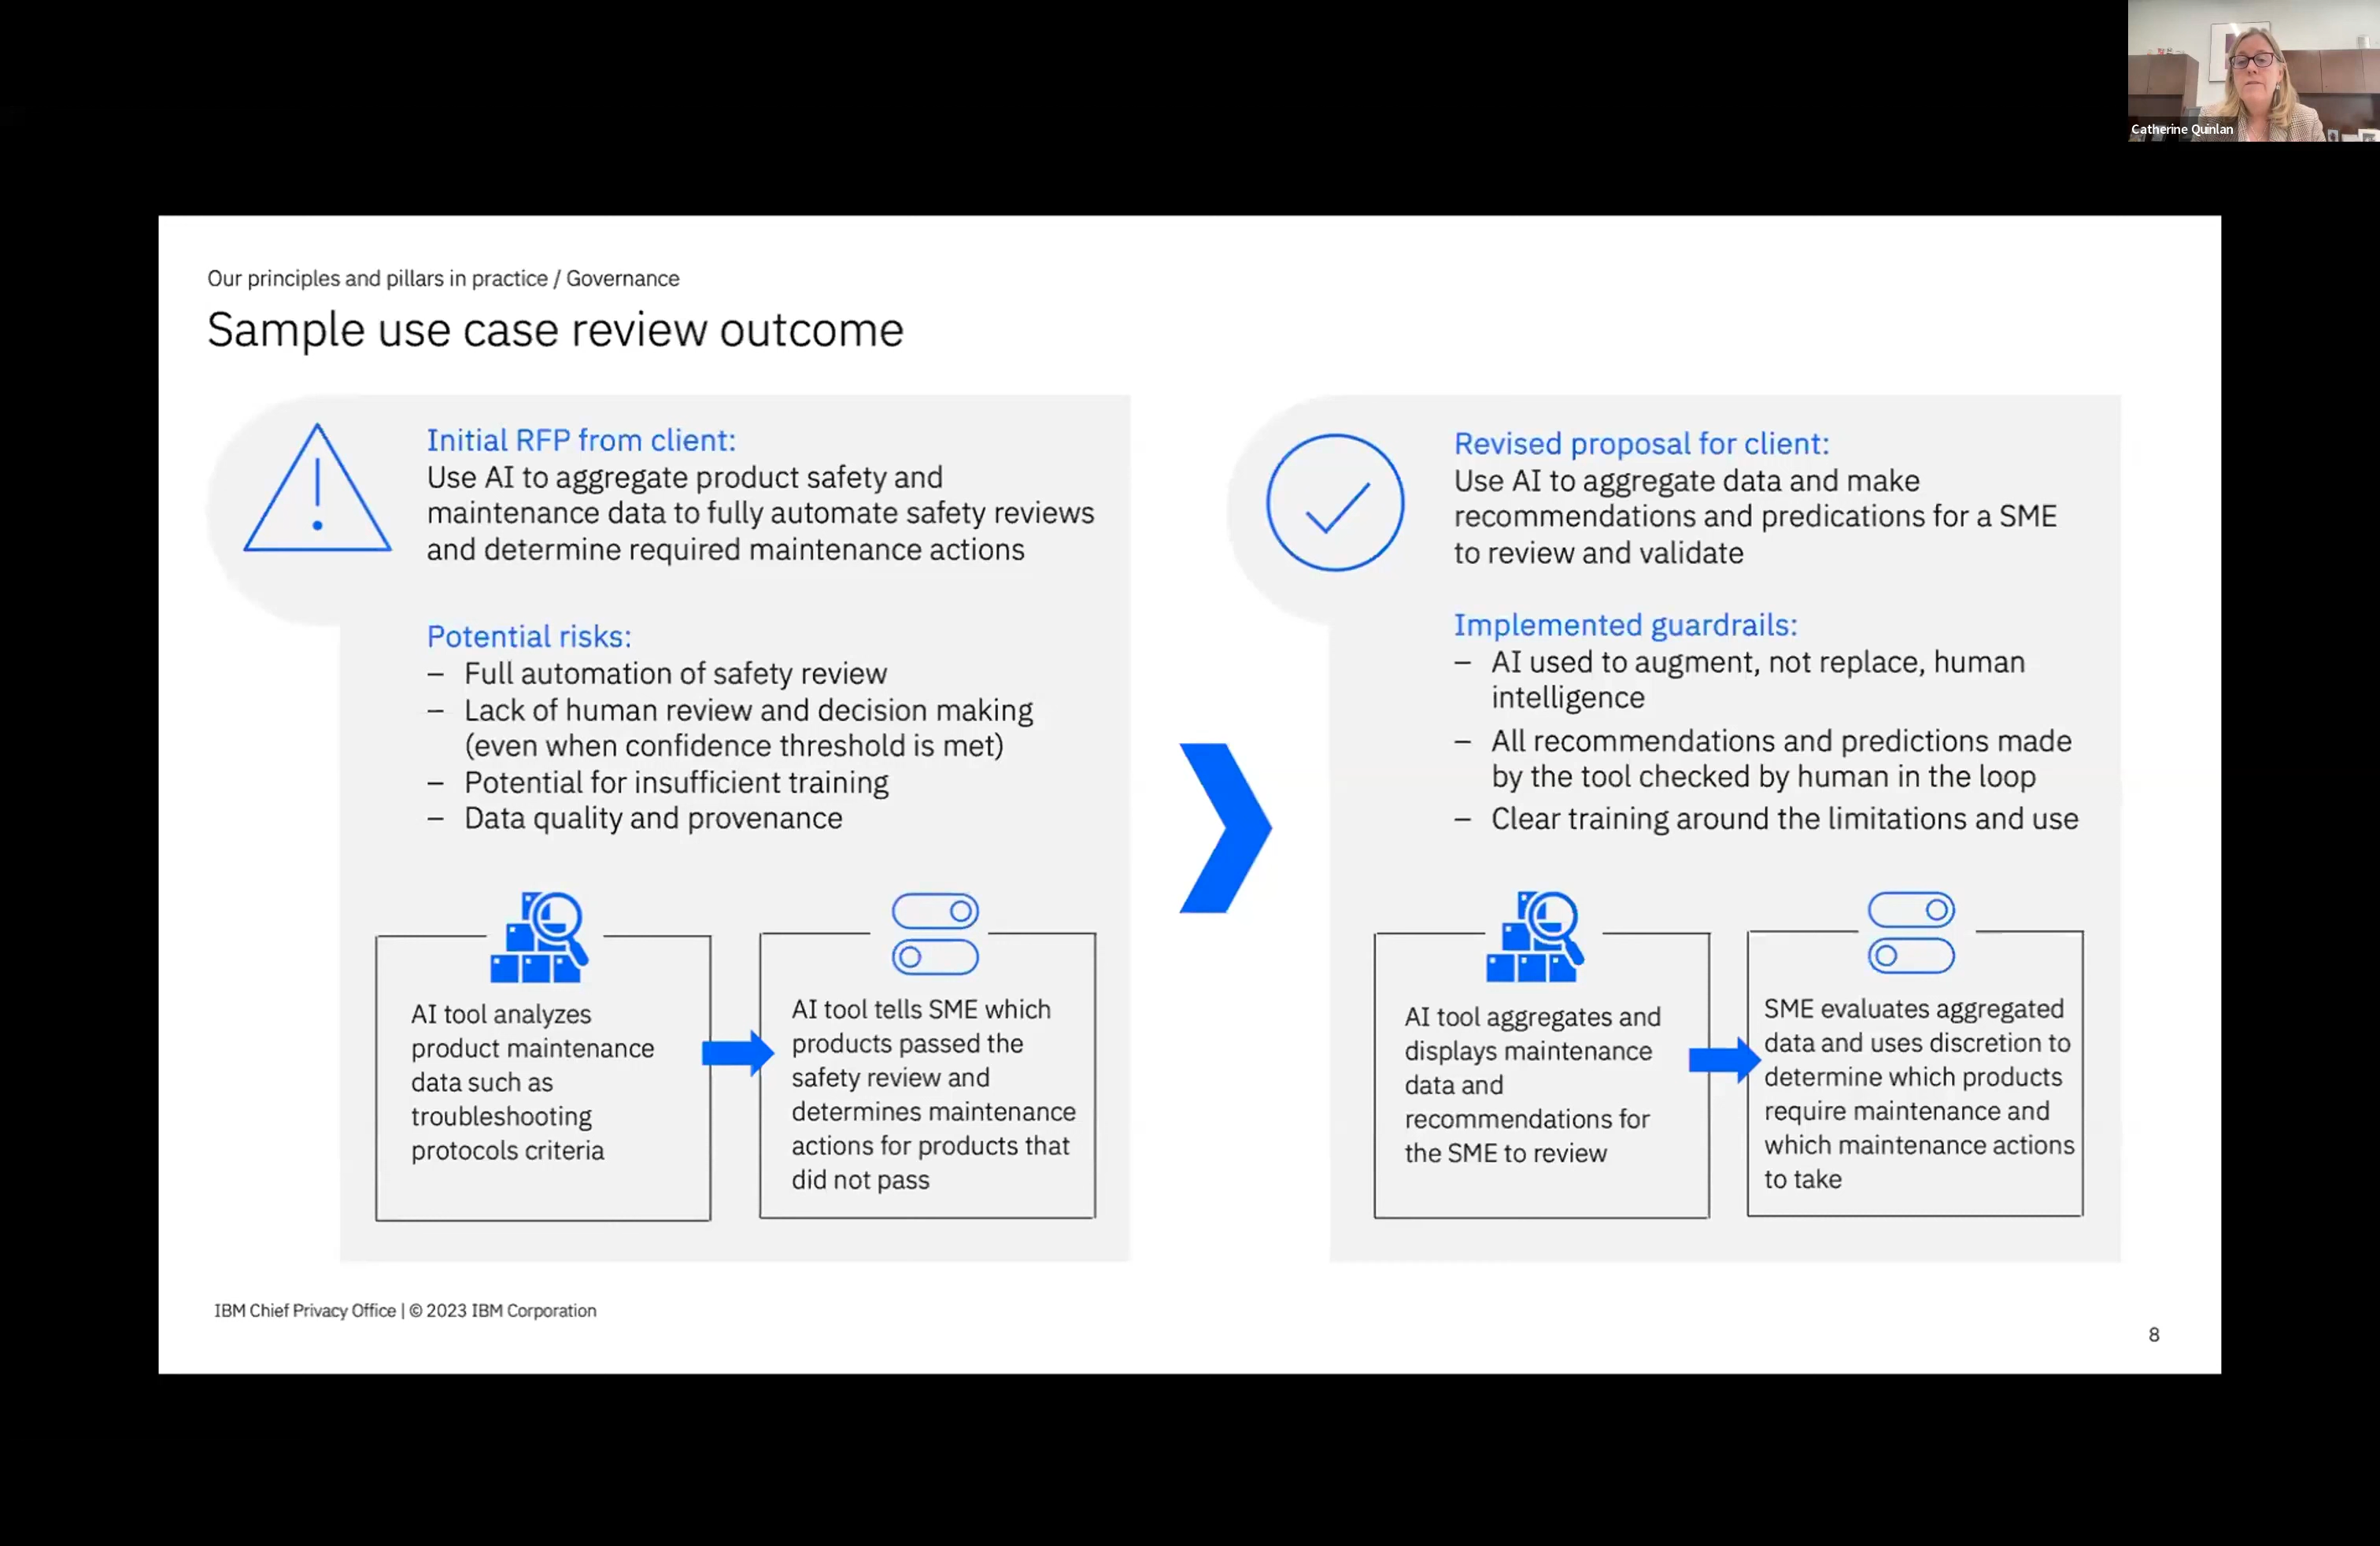 Catherine Quinlan
Our principles and pillars in practice / Governance
Sample use case review outcome
Initial RFP from client:
Use AI to aggregate product safety and
maintenance data to fully automate safety reviews
and determine required maintenance actions
Potential risks:
– Full automation of safety review
– Lack of human review and decision making
(even when confidence threshold is met)
– Potential for insufficient training
– Data quality and provenance
AI tool analyzes
product maintenance
data such as
troubleshooting
protocols criteria
AI tool tells SME which
products passed the
safety review and
determines maintenance
actions for products that
did not pass
Revised proposal for client:
Use AI to aggregate data and make
recommendations and predications for a SME
to review and validate
Implemented guardrails:
– AI used to augment, not replace, human
intelligence
– All recommendations and predictions made
by the tool checked by human in the loop
– Clear training around the limitations and use
AI tool aggregates and
displays maintenance
data and
recommendations for
the SME to review
SME evaluates aggregated
data and uses discretion to
determine which products
require maintenance and
which maintenance actions
to take
IBM Chief Privacy Office | © 2023 IBM Corporation
8